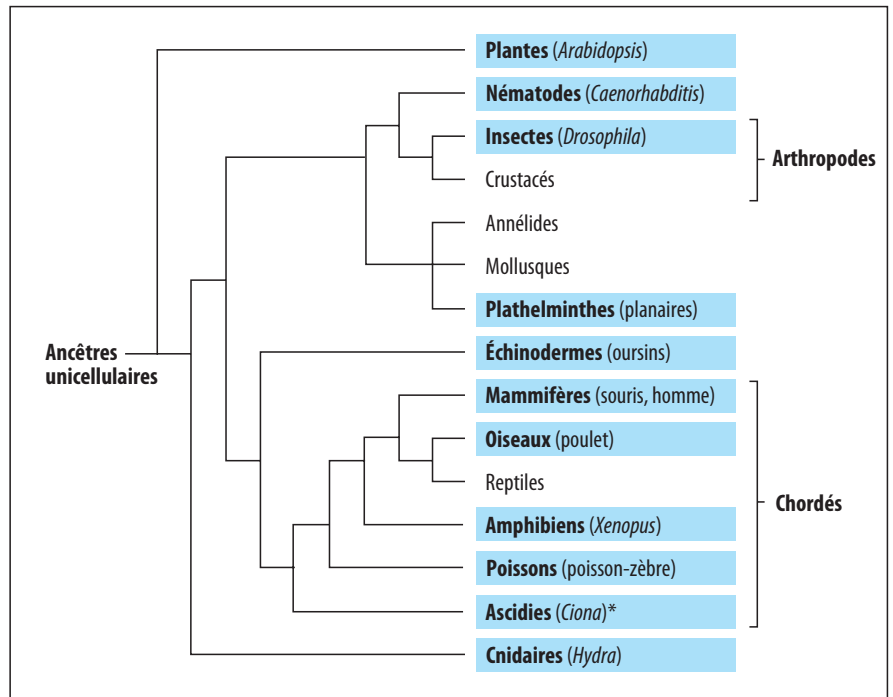 Plantes (Arabidopsis)
Nématodes (Caenorhabditis)
Insectes (Drosophila)
Arthropodes
Crustacés
Annélides
Mollusques
Plathelminthes (planaires)
Ancêtres
unicellulaires
Échinodermes (oursins)
Mammifères (souris, homme)
Oiseaux (poulet)
Reptiles
Chordés
Amphibiens (Xenopus)
Poissons (poisson-zèbre)
Ascidies (Ciona)*
Cnidaires (Hydra)